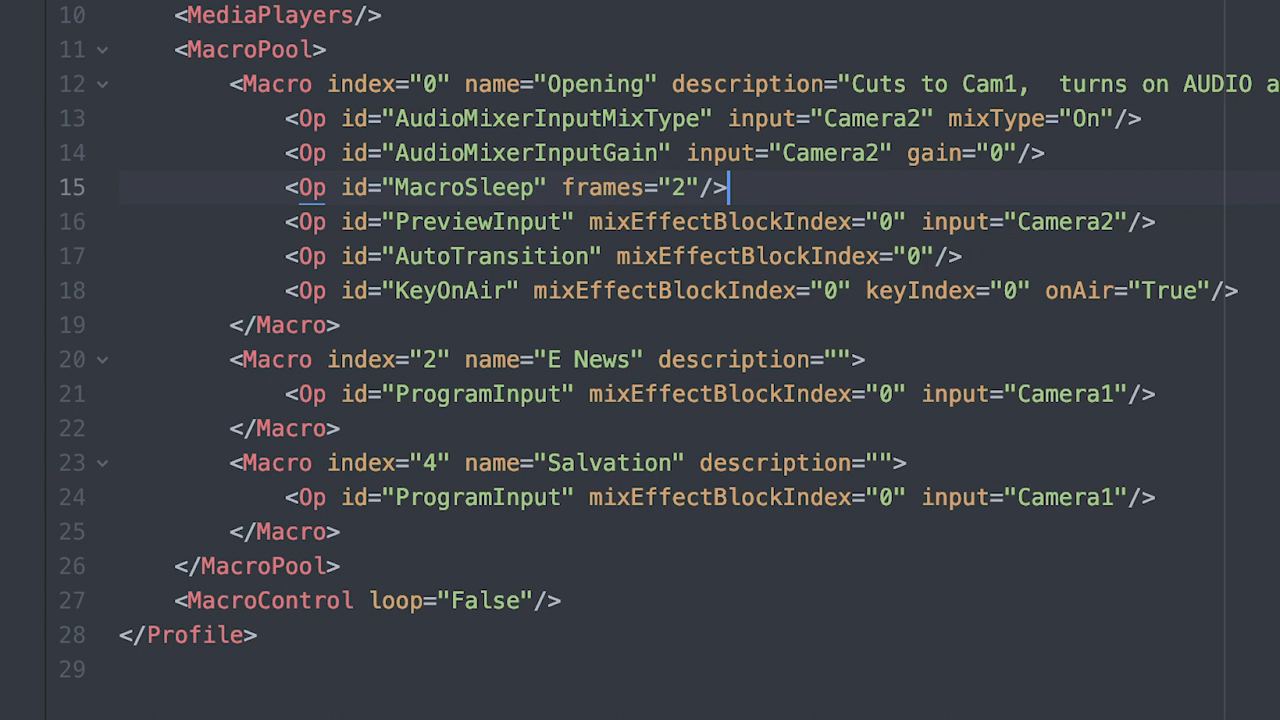 10 <MediaPlayers/>
11 <MacroPool>
12 <Macro index="0" name="Opening" description="Cuts to Cam1,  turns on AUDIO a
13 <Op id="AudioMixerInputMixType" input="Camera2" mixType="On"/>
14 <Op id="AudioMixerInputGain" input="Camera2" gain="0"/>
15 <Op id="MacroSleep" frames="2"/>
16 <Op id="PreviewInput" mixEffectBlockIndex="0" input="Camera2"/>
17 <Op id="AutoTransition" mixEffectBlockIndex="0"/>
18 <Op id="KeyOnAir" mixEffectBlockIndex="0" keyIndex="0" onAir="True"/>
19 </Macro>
20 <Macro index="2" name="E News" description="">
21 <Op id="ProgramInput" mixEffectBlockIndex="0" input="Camera1"/>
22 </Macro>
23 <Macro index="4" name="Salvation" description="">
24 <Op id="ProgramInput" mixEffectBlockIndex="0" input="Camera1"/>
25 </Macro>
26 </MacroPool>
27 <MacroControl loop="False"/>
28 </Profile>
29